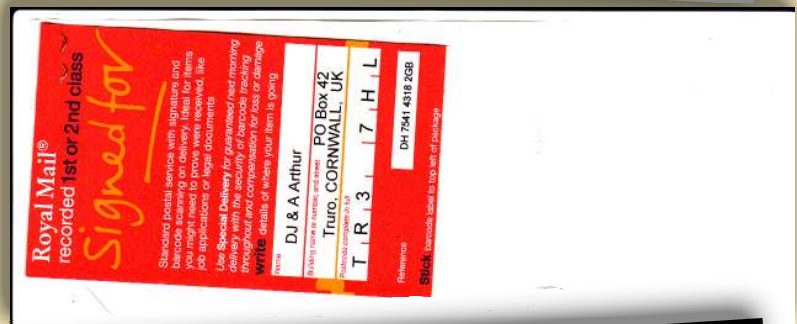 Royal Mail®
recorded 1st or 2nd class
Signed for
Standard postal service with signature and
barcode scanning on delivery. Ideal for items
you might need to prove were received, like
job applications or legal documents
Use Special Delivery for guaranteed next morning
delivery with the security of barcode tracking
throughout and compensation for loss or damage
write details of where your item is going
Name
DJ & A Arthur
Building name or number, and street PO Box 42
Truro, CORNWALL, UK
Postcode complete in full
T R 3 7 H L
Reference DH 7541 4318 2GB
Stick barcode label to top left of package